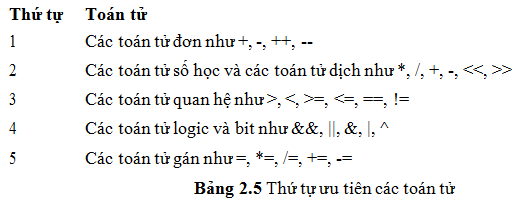 Thứ tự Toán tử
1 Các toán tử đơn như +, -, ++, --
2 Các toán tử số học và các toán tử dịch như *, /, +, -, <<, >>
3 Các toán tử quan hệ như >, <, >=, <=, ==, !=
4 Các toán tử logic và bit như &&, ||, &, |, ^
5 Các toán tử gán như =, *=, /=, +=, -=
Bảng 2.5 Thứ tự ưu tiên các toán tử